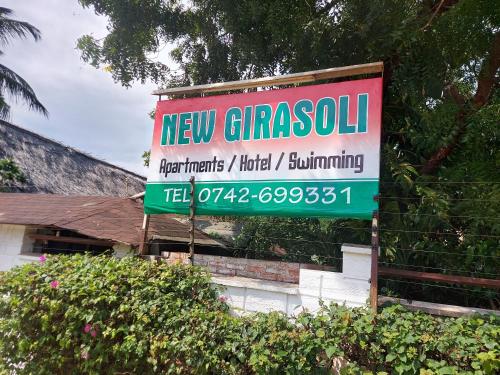 NEW GIRASOLI
Apartments / Hotel / Swimming
TEL 0742-699331